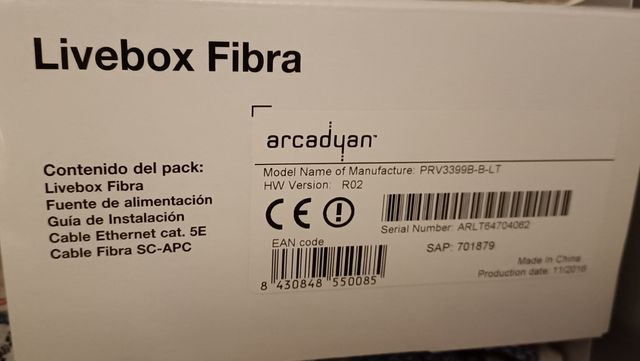 Livebox Fibra
Contenido del pack:
Livebox Fibra
Fuente de alimentación
Guía de Instalación
Cable Ethernet cat. 5E
Cable Fibra SC-APC
arcadyan™
Model Name of Manufacture: PRV3399B-B-LT
HW Version: R02
CE
Serial Number: ARLT64704062
EAN code
SAP: 701879
8 430848 550085
Made in China
Production date: 11/2016